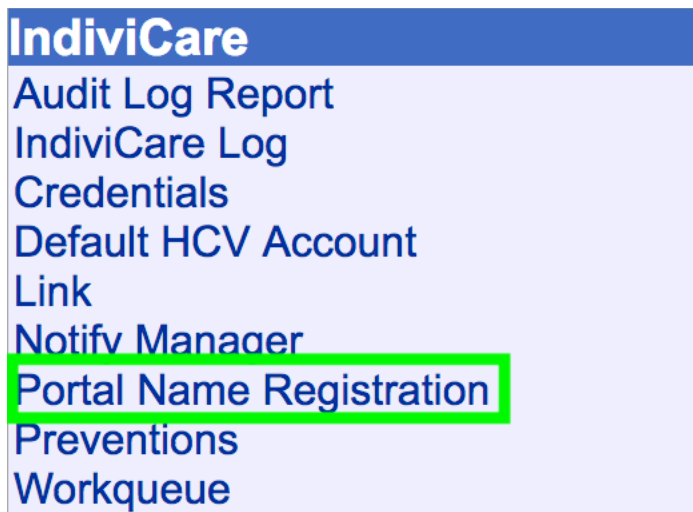 IndiviCare
Audit Log Report
IndiviCare Log
Credentials
Default HCV Account
Link
Notify Manager
Portal Name Registration
Preventions
Workqueue